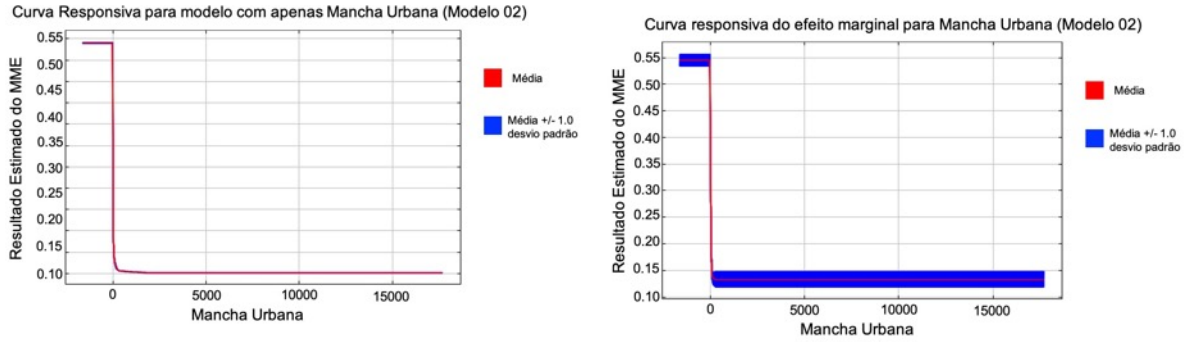 Curva Responsiva para modelo com apenas Mancha Urbana (Modelo 02)
Resultado Estimado do MME
0.55
0.50
0.45
0.40
0.35
0.30
0.25
0.20
0.15
0.10
0
5000
10000
15000
Mancha Urbana
Média
Média +/- 1.0
desvio padrão
Curva responsiva do efeito marginal para Mancha Urbana (Modelo 02)
Resultado Estimado do MME
0.55
0.50
0.45
0.40
0.35
0.30
0.25
0.20
0.15
0.10
0
5000
10000
15000
Mancha Urbana
Média
Média +/- 1.0
desvio padrão